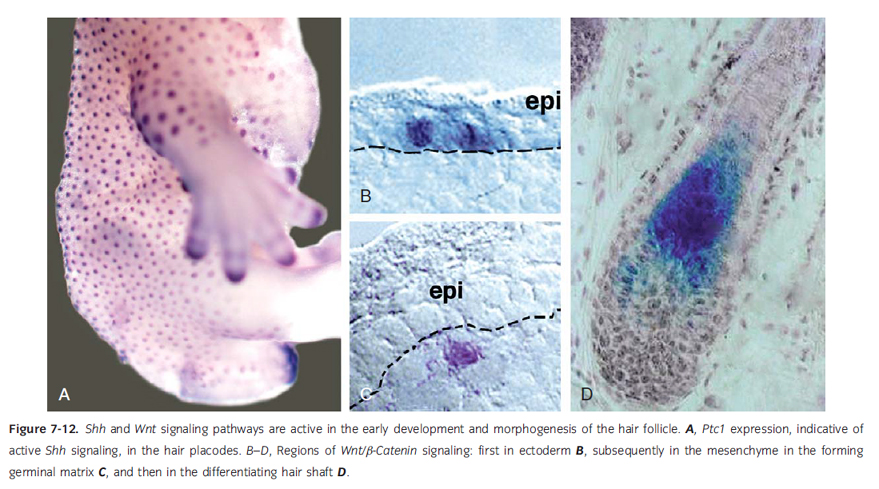 A
epi
B
epi
C
D
Figure 7-12. Shh and Wnt signaling pathways are active in the early development and morphogenesis of the hair follicle. A, Ptc1 expression, indicative of
active Shh signaling, in the hair placodes. B–D, Regions of Wnt/β-Catenin signaling: first in ectoderm B, subsequently in the mesenchyme in the forming
germinal matrix C, and then in the differentiating hair shaft D.